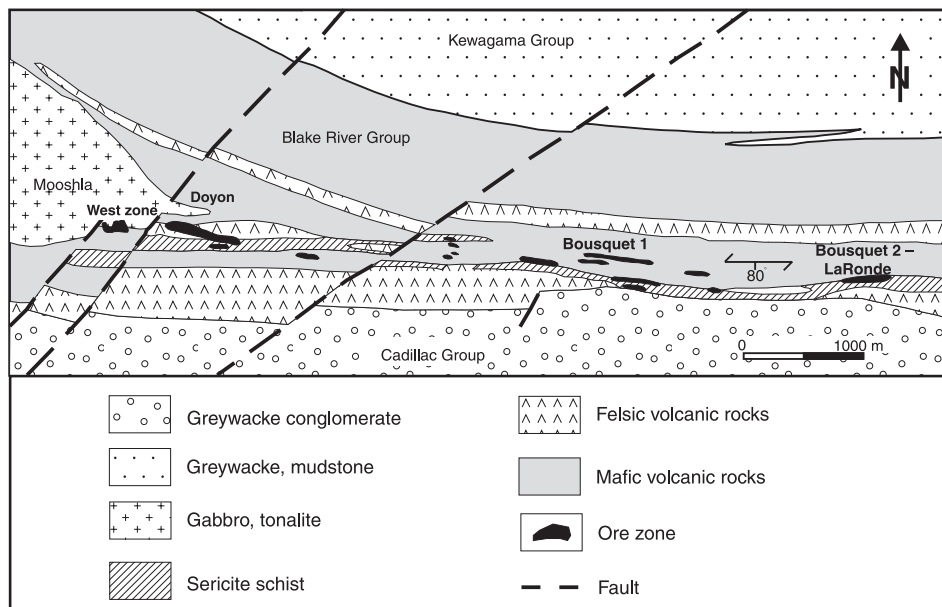 Kewagama Group
N
Blake River Group
Mooshla
West zone
Doyon
Bousquet 1
Bousquet 2 –
LaRonde
80°
0 1000 m
Cadillac Group
Greywacke conglomerate
Felsic volcanic rocks
Greywacke, mudstone
Mafic volcanic rocks
Gabbro, tonalite
Ore zone
Sericite schist
Fault